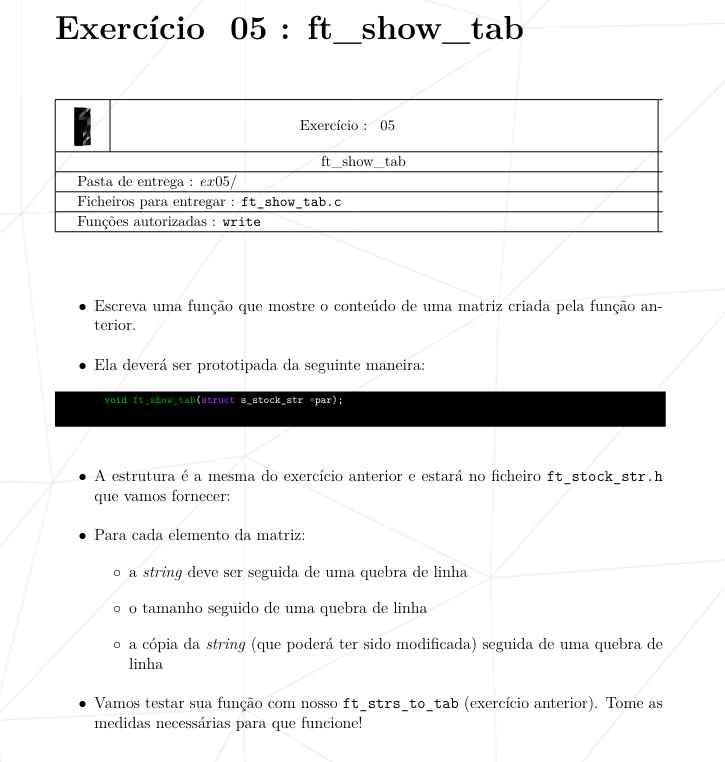 Exercício 05 : ft_show_tab
Exercício : 05
ft_show_tab
Pasta de entrega : ex05/
Ficheiros para entregar : ft_show_tab.c
Funções autorizadas : write
• Escreva uma função que mostre o conteúdo de uma matriz criada pela função an-
terior.
• Ela deverá ser prototipada da seguinte maneira:
void ft_show_tab(struct s_stock_str *par);
• A estrutura é a mesma do exercício anterior e estará no ficheiro ft_stock_str.h
que vamos fornecer:
• Para cada elemento da matriz:
◦ a string deve ser seguida de uma quebra de linha
◦ o tamanho seguido de uma quebra de linha
◦ a cópia da string (que poderá ter sido modificada) seguida de uma quebra de
linha
• Vamos testar sua função com nosso ft_strs_to_tab (exercício anterior). Tome as
medidas necessárias para que funcione!